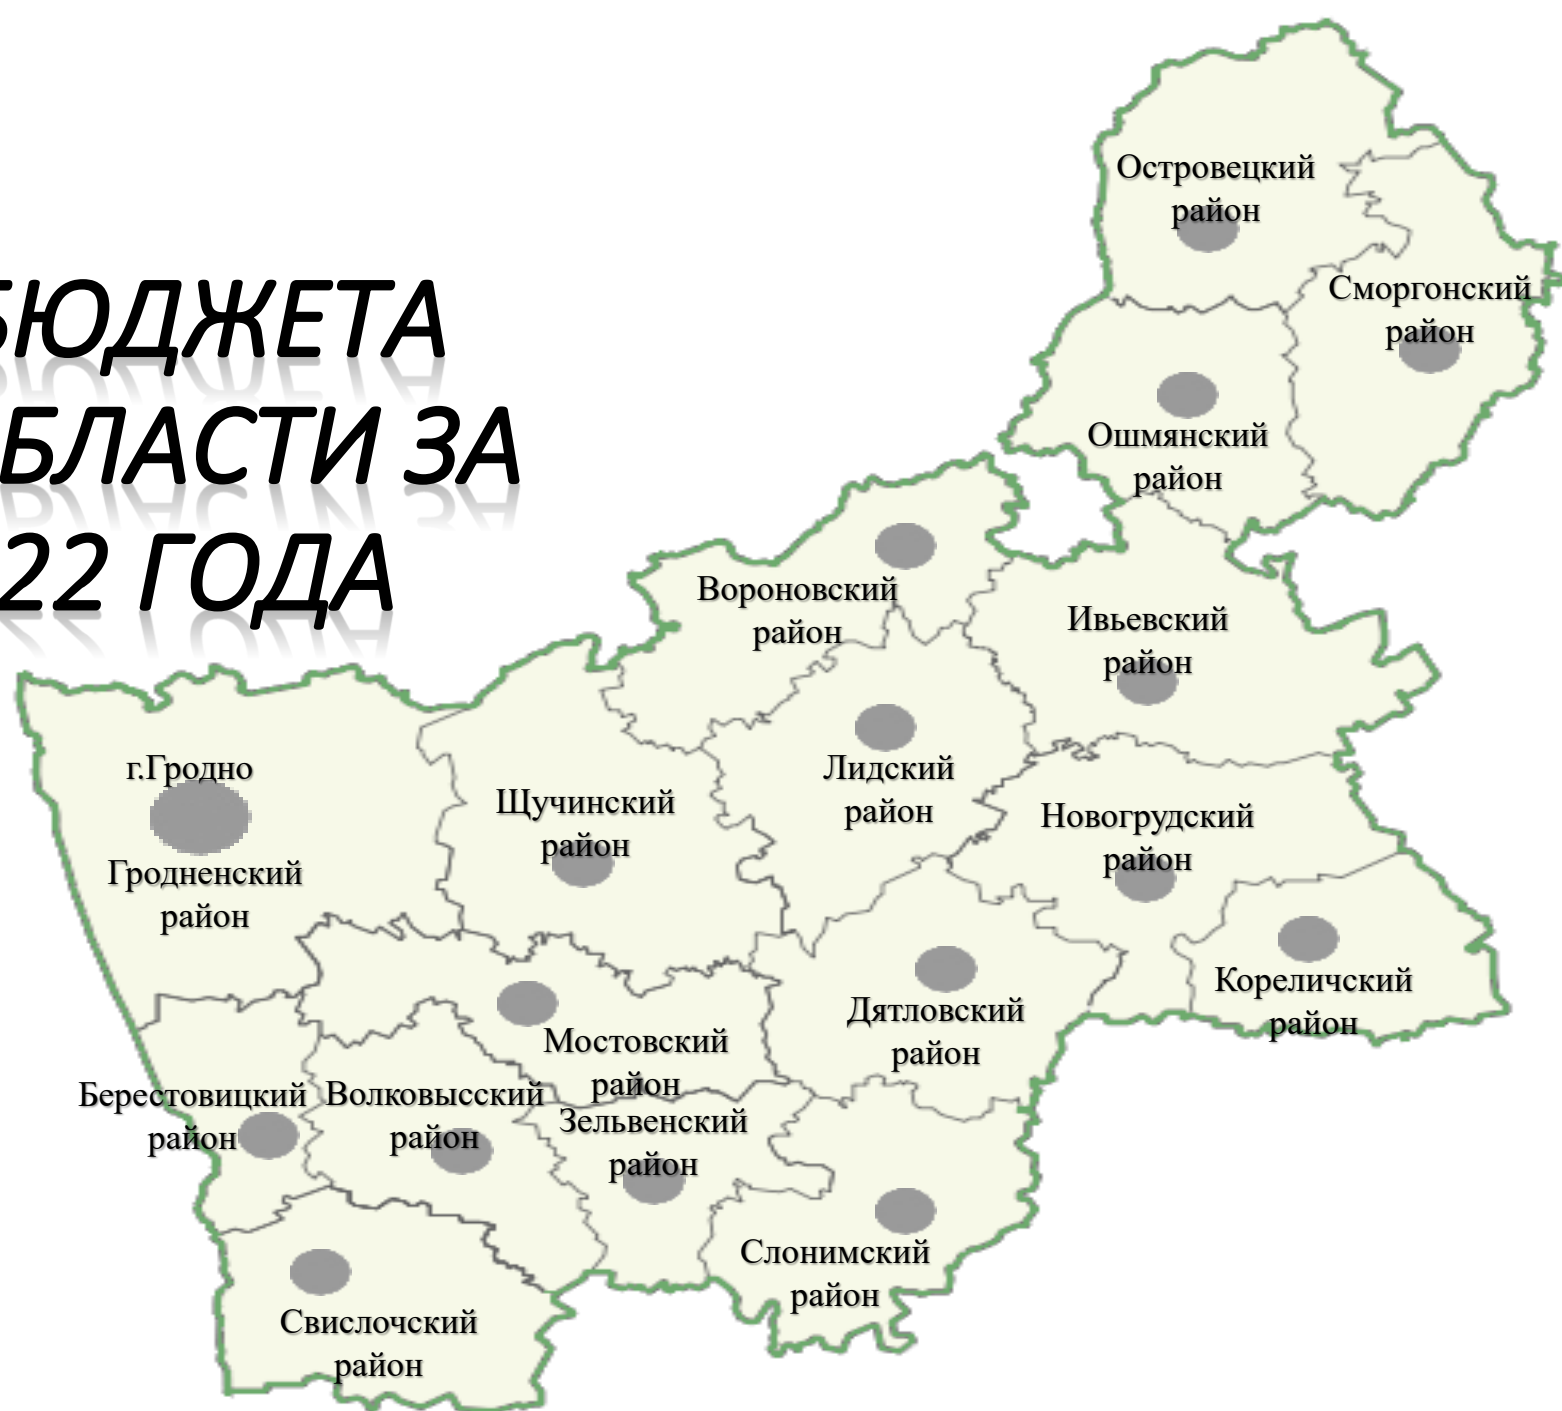 БЮДЖЕТА
БЛАСТИ ЗА
22 ГОДА
Островецкий
район
Сморгонский
район
Ошмянский
район
Вороновский
район
Ивьевский
район
г.Гродно
Гродненский
район
Щучинский
район
Лидский
район
Новогрудский
район
Кореличский
район
Дятловский
район
Мостовский
район
Берестовицкий
район
Волковысский
район
Зельвенский
район
Слонимский
район
Свислочский
район